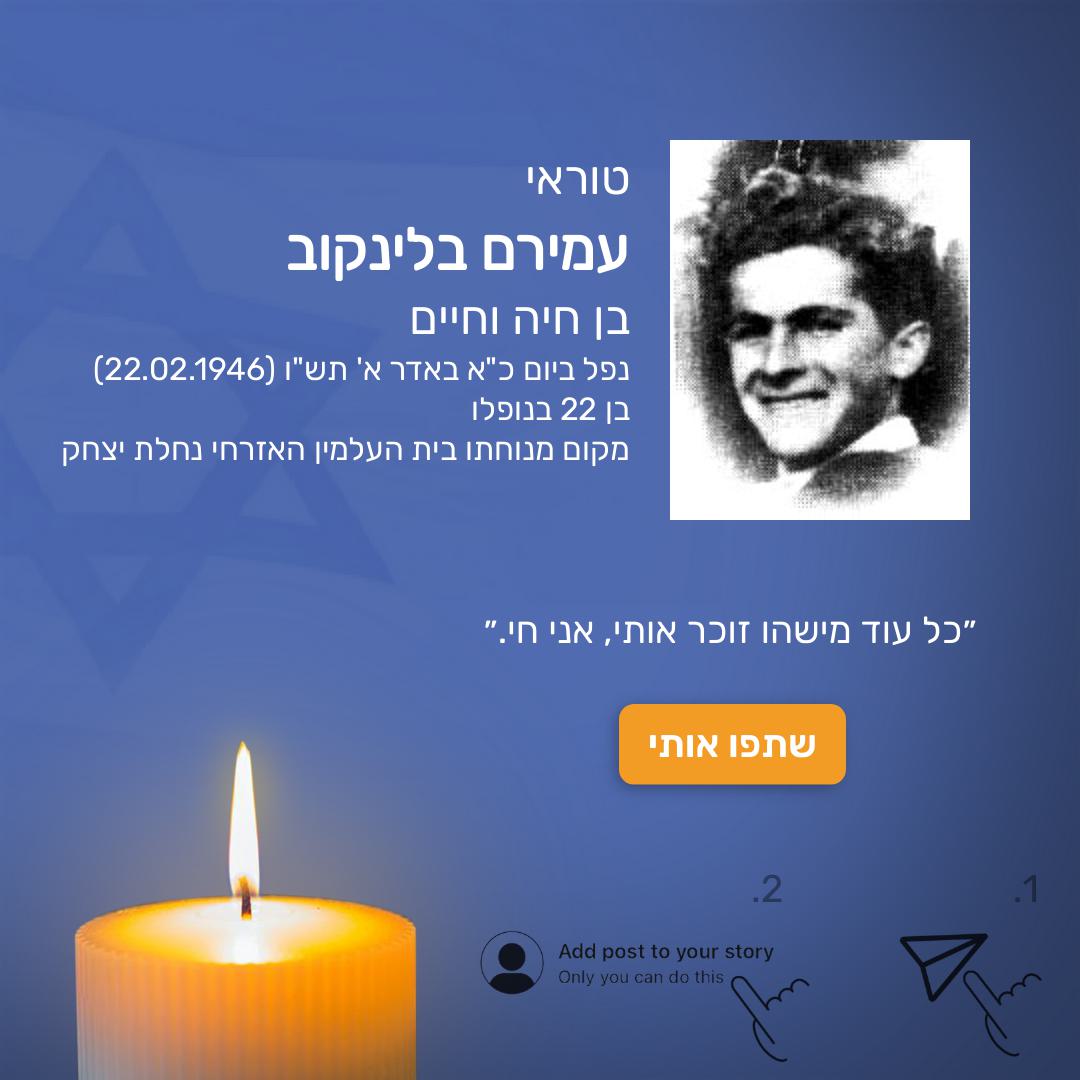 טוראי
עמירם בלינקוב
בן חיה וחיים
נפל ביום כ"א באדר א' תש"ו (22.02.1946)
בן 22 בנופלו
מקום מנוחתו בית העלמין האזרחי נחלת יצחק
״כל עוד מישהו זוכר אותי, אני חי.״
שתפו אותי
.1
.2
Add post to your story
Only you can do this